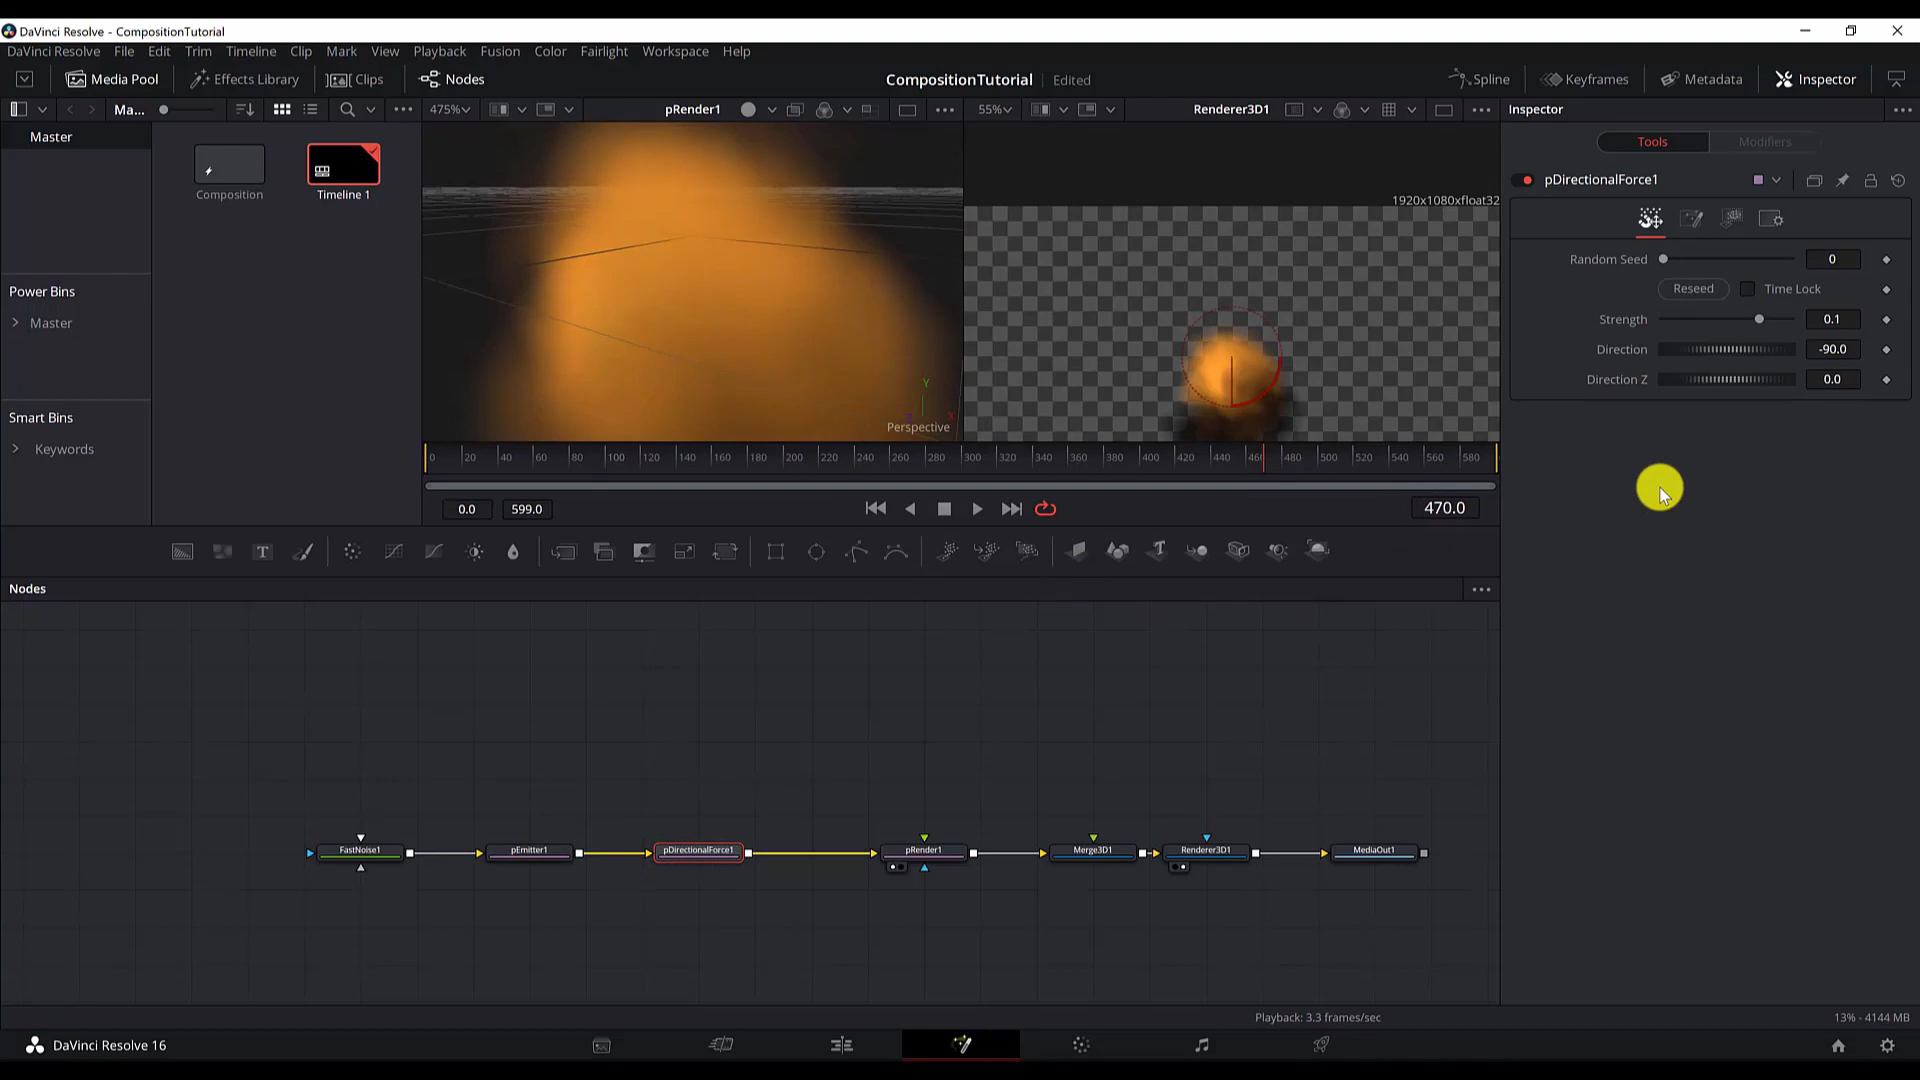 DaVinci Resolve - CompositionTutorial
DaVinci Resolve File Edit Trim Timeline Clip Mark View Playback Fusion Color Fairlight Workspace Help
Media Pool Effects Library Clips Nodes CompositionTutorial Edited Spline Keyframes Metadata Inspector
Ma... 475% pRender1 55% Renderer3D1 Inspector
Master
Composition
Timeline 1
Power Bins
Master
Smart Bins
Keywords
Y
X
Perspective
1920x1080xfloat32
Tools Modifiers
pDirectionalForce1
Random Seed 0
Reseed Time Lock
Strength 0.1
Direction -90.0
Direction Z 0.0
0 20 40 60 80 100 120 140 160 180 200 220 240 260 280 300 320 340 360 380 400 420 440 460 480 500 520 540 560 580
0.0 599.0 470.0
T
Nodes
FastNoise1 pEmitter1 pDirectionalForce1 pRender1 Merge3D1 Renderer3D1 MediaOut1
Playback: 3.3 frames/sec 13% - 4144 MB
DaVinci Resolve 16